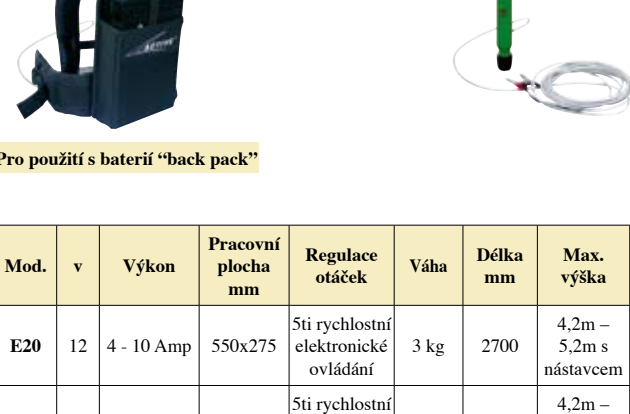 ACTIVE
Pro použití s baterií “back pack”
Mod. v Výkon Pracovní plocha mm Regulace otáček Váha Délka mm Max. výška
E20 12 4 - 10 Amp 550x275 5ti rychlostní elektronické ovládání 3 kg 2700 4,2m – 5,2m s nástavcem
5ti rychlostní 4,2m –